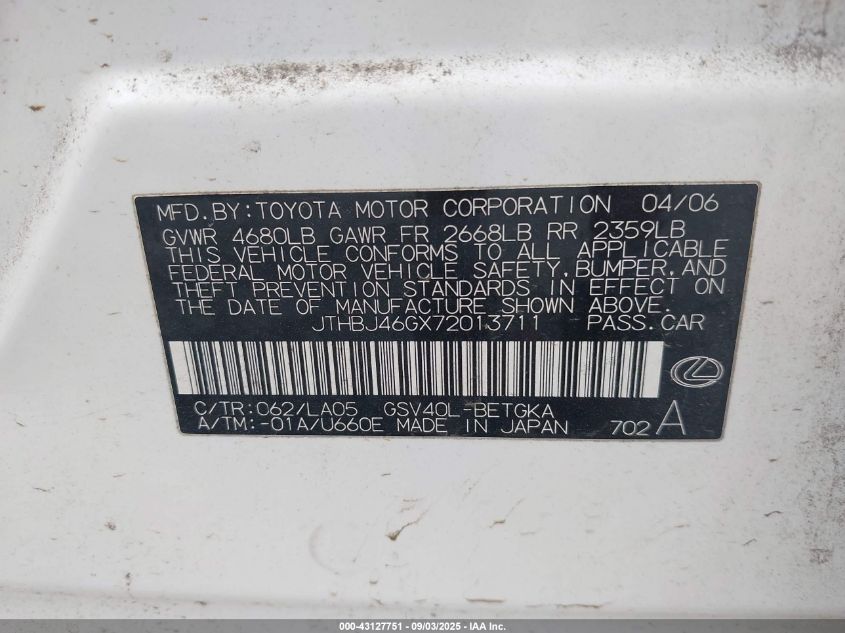 MFD.BY:TOYOTA MOTOR CORPORATION 04/06
GVWR 4680LB GAWR FR 2668LB RR 2359LB
THIS VEHICLE CONFORMS TO ALL APPLICABLE
FEDERAL MOTOR VEHICLE SAFETY,BUMPER,AND
THEFT PREVENTION STANDARDS IN EFFECT ON
THE DATE OF MANUFACTURE SHOWN ABOVE.
JTHBJ46GX72013711 PASS.CAR
C/TR:062/LA05 GSV40L-BETGKA
A/TM:-01A/U660E MADE IN JAPAN 702 A
000-43127751 - 09/03/2025 - IAA Inc.